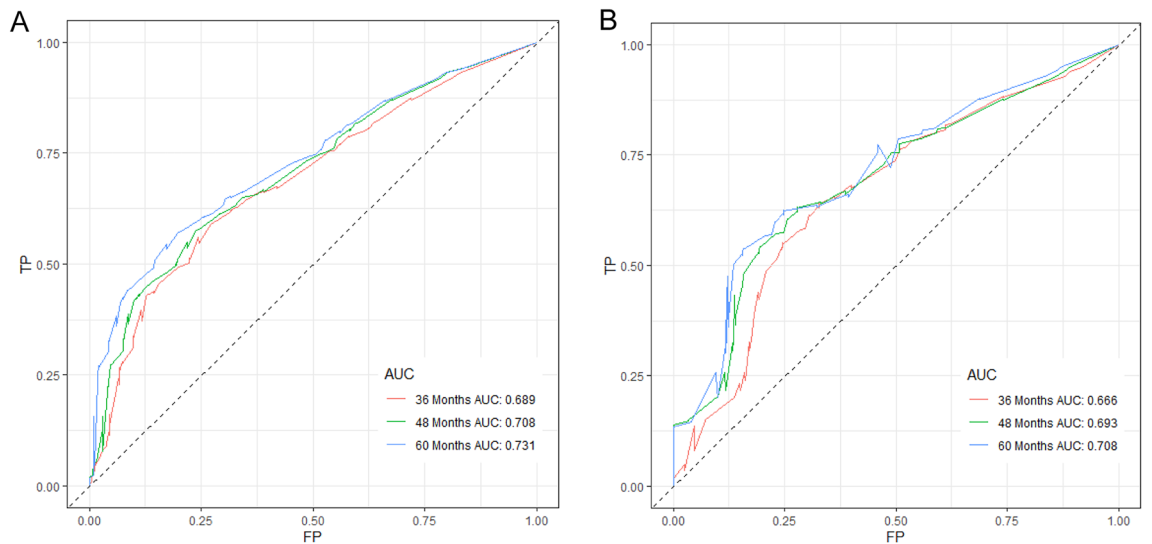 A
1.00
0.75
0.50
0.25
0.00
TP
AUC
36 Months AUC: 0.689
48 Months AUC: 0.708
60 Months AUC: 0.731
0.00 0.25 0.50 0.75 1.00
FP
B
1.00
0.75
0.50
0.25
0.00
TP
AUC
36 Months AUC: 0.666
48 Months AUC: 0.693
60 Months AUC: 0.708
0.00 0.25 0.50 0.75 1.00
FP